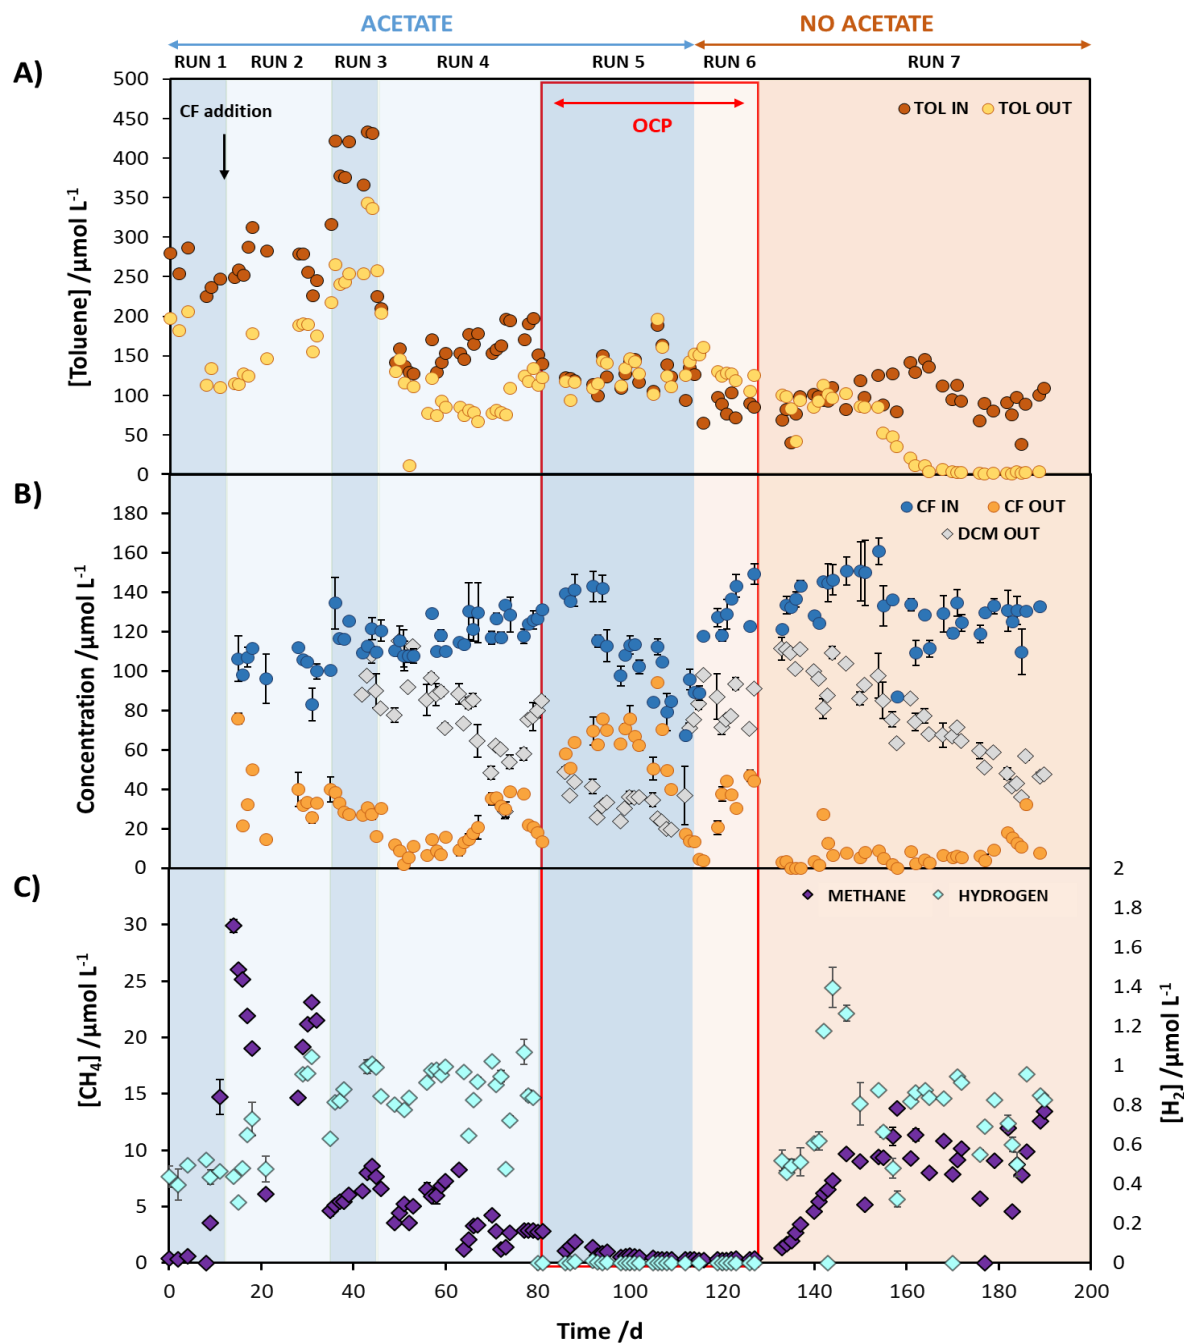 ACETATE NO ACETATE
RUN 1 RUN 2 RUN 3 RUN 4 RUN 5 RUN 6 RUN 7
A)
500
450
400
350
300
250
200
150
100
50
0
[Toluene] /µmol L⁻¹
CF addition
OCP
TOL IN TOL OUT
B)
180
160
140
120
100
80
60
40
20
0
Concentration /µmol L⁻¹
CF IN CF OUT
DCM OUT
C)
30
25
20
15
10
5
0
[CH₄] /µmol L⁻¹
METHANE HYDROGEN
2
1.8
1.6
1.4
1.2
1
0.8
0.6
0.4
0.2
0
[H₂] /µmol L⁻¹
0 20 40 60 80 100 120 140 160 180 200
Time /d